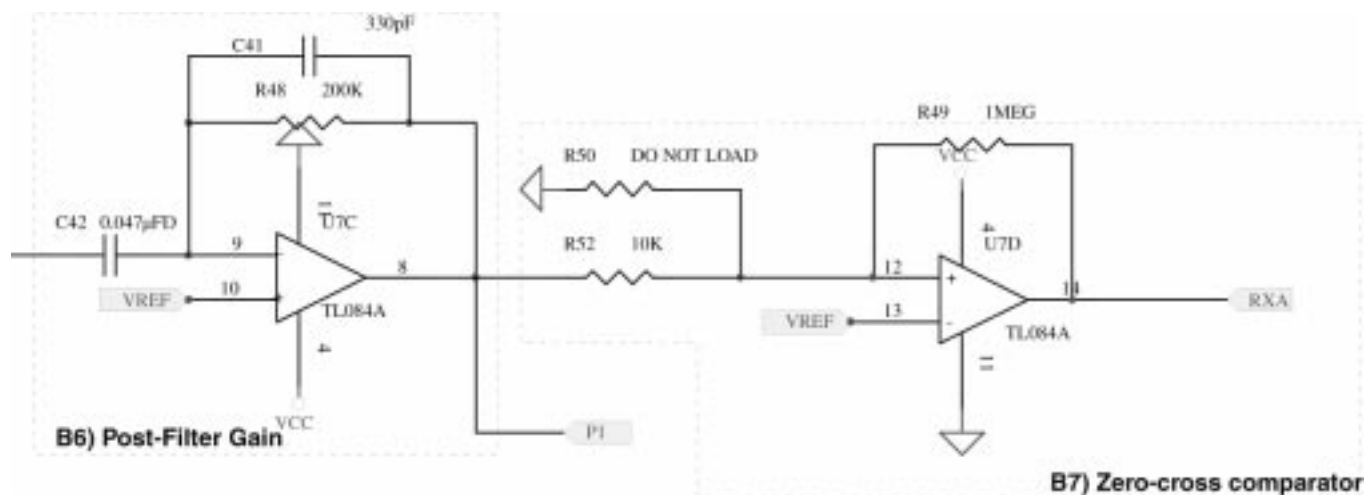 330pF
C41
R48 200K
R49 1MEG
VCC
R50 DO NOT LOAD
C42 0.047µFD
11
U7C
4
U7D
9
R52 10K
8
12
+
14
VREF 10
+
RXA
TL084A
VREF 13
-
TL084A
4
11
VCC
P1
B6) Post-Filter Gain
B7) Zero-cross comparator